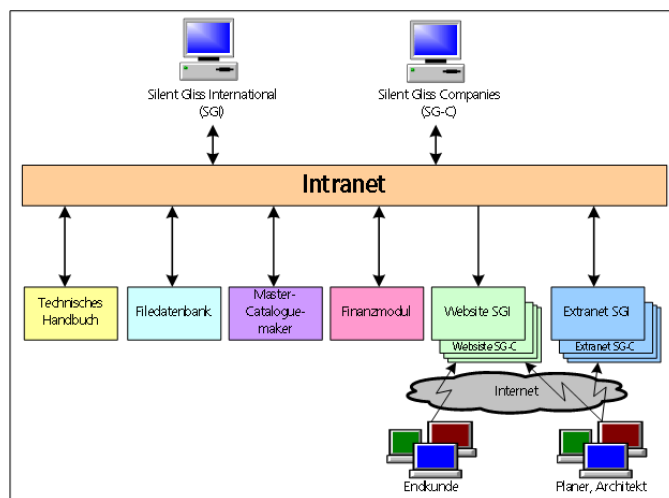 Silent Gliss International
(SGI)
Silent Gliss Companies
(SG-C)
Intranet
Technisches
Handbuch
Filedatenbank
Master-
Catalogue-
maker
Finanzmodul
Website SGI
Websiste SG-C
Extranet SGI
Extranet SG-C
Internet
Endkunde
Planer, Architekt